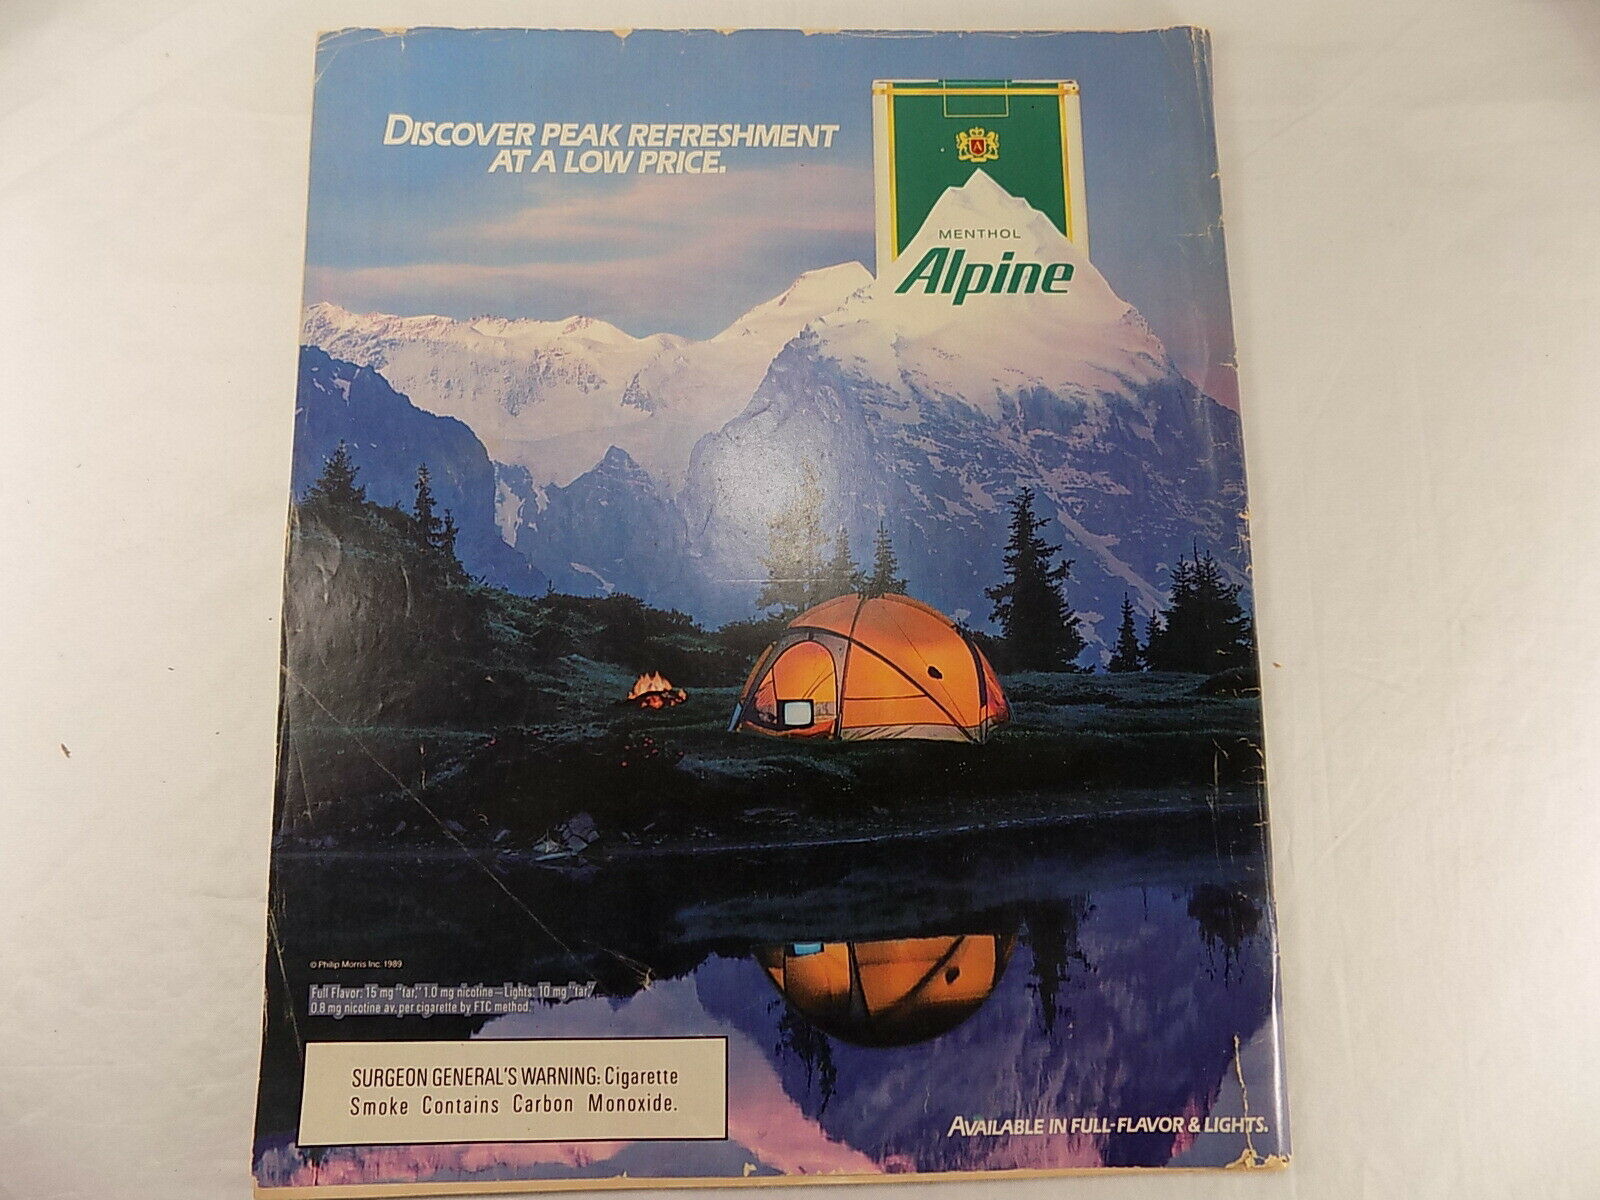 DISCOVER PEAK REFRESHMENT
AT A LOW PRICE.
A
MENTHOL
Alpine
© Philip Morris Inc. 1989
Full Flavor: 15 mg "tar," 1.0 mg nicotine—Lights: 10 mg "tar,"
0.8 mg nicotine av. per cigarette by FTC method.
SURGEON GENERAL'S WARNING: Cigarette
Smoke Contains Carbon Monoxide.
AVAILABLE IN FULL-FLAVOR & LIGHTS.